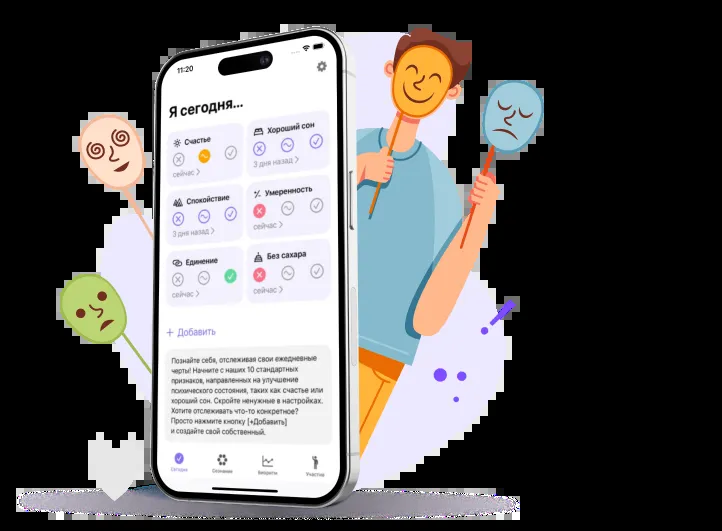 11:20
Я сегодня...
Счастье
сейчас >
Хороший сон
3 дня назад >
Спокойствие
3 дня назад >
Умеренность
сейчас >
Единение
сейчас >
Без сахара
сейчас >
+ Добавить
Познайте себя, отслеживая свои ежедневные
черты! Начните с наших 10 стандартных
признаков, направленных на улучшение
психического состояния, таких как счастье или
хороший сон. Скройте ненужные в настройках.
Хотите отслеживать что-то конкретное?
Просто нажмите кнопку [+Добавить]
и создайте свой собственный.
Сегодня
Участие